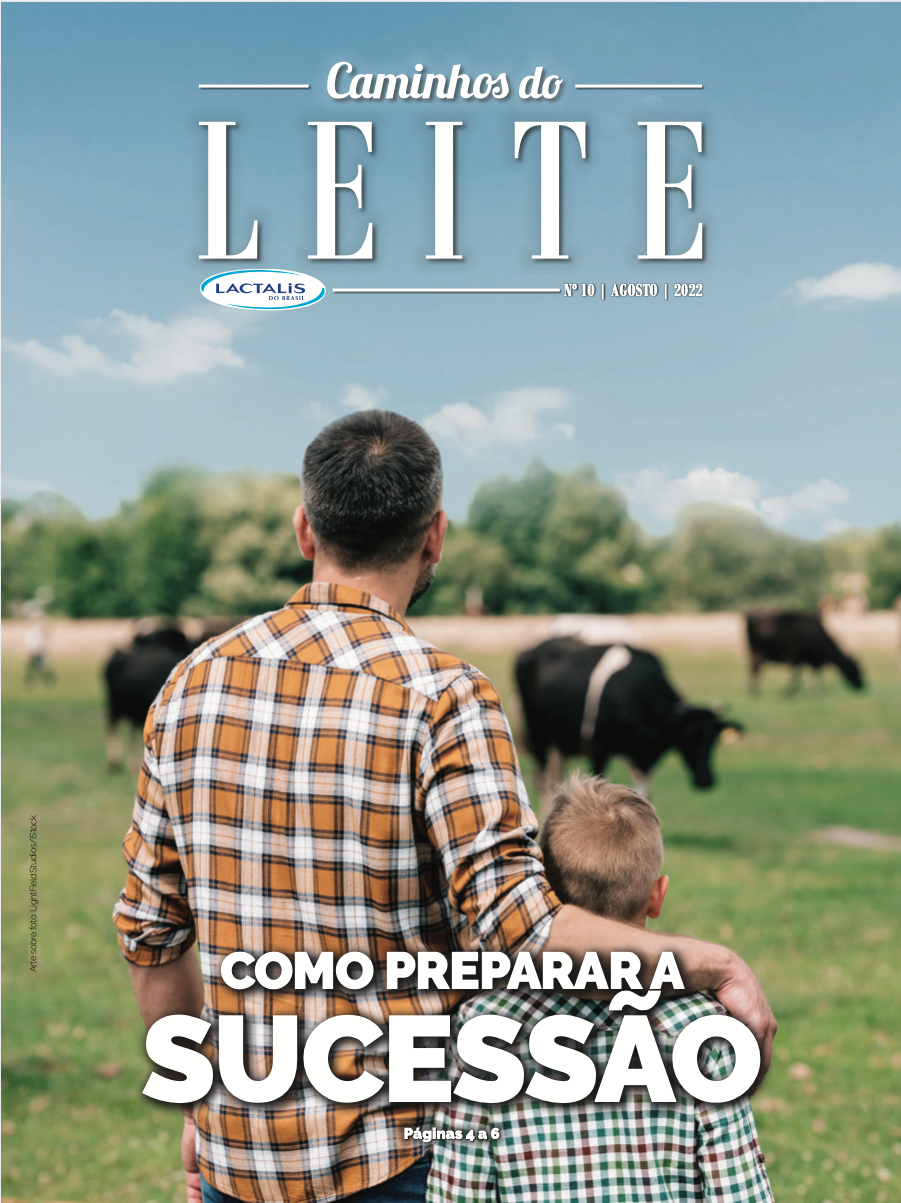 Caminhos do
LEITE
LACTALIS
DO BRASIL
Nº 10 | AGOSTO | 2022
Arte sobre foto: LightFieldStudios/iStock
COMO PREPARAR A
SUCESSÃO
Páginas 4 a 6